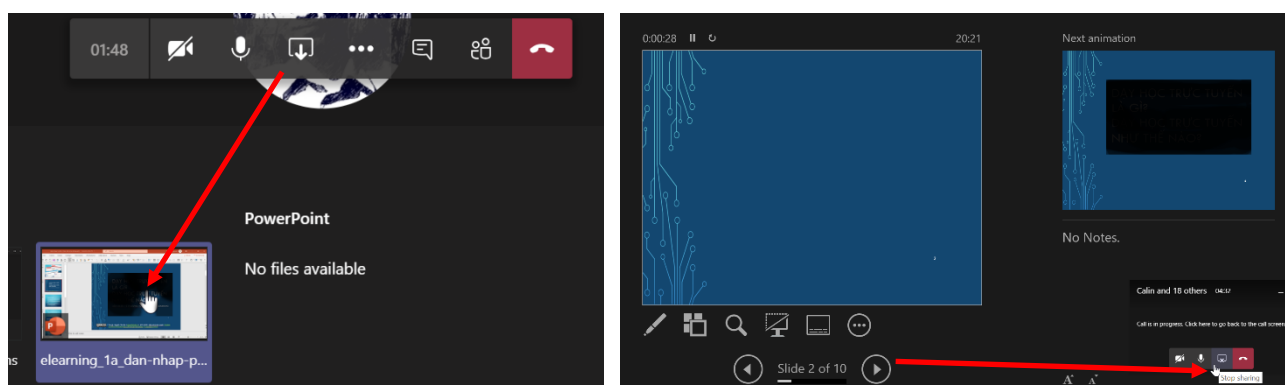 01:48
PowerPoint
No files available
ns elearning_1a_dan-nhap-p...
0:00:28 20:21
Next animation
No Notes.
Slide 2 of 10
Calin and 18 others 04:37
Call is in progress. Click here to go back to the call screen
Stop sharing